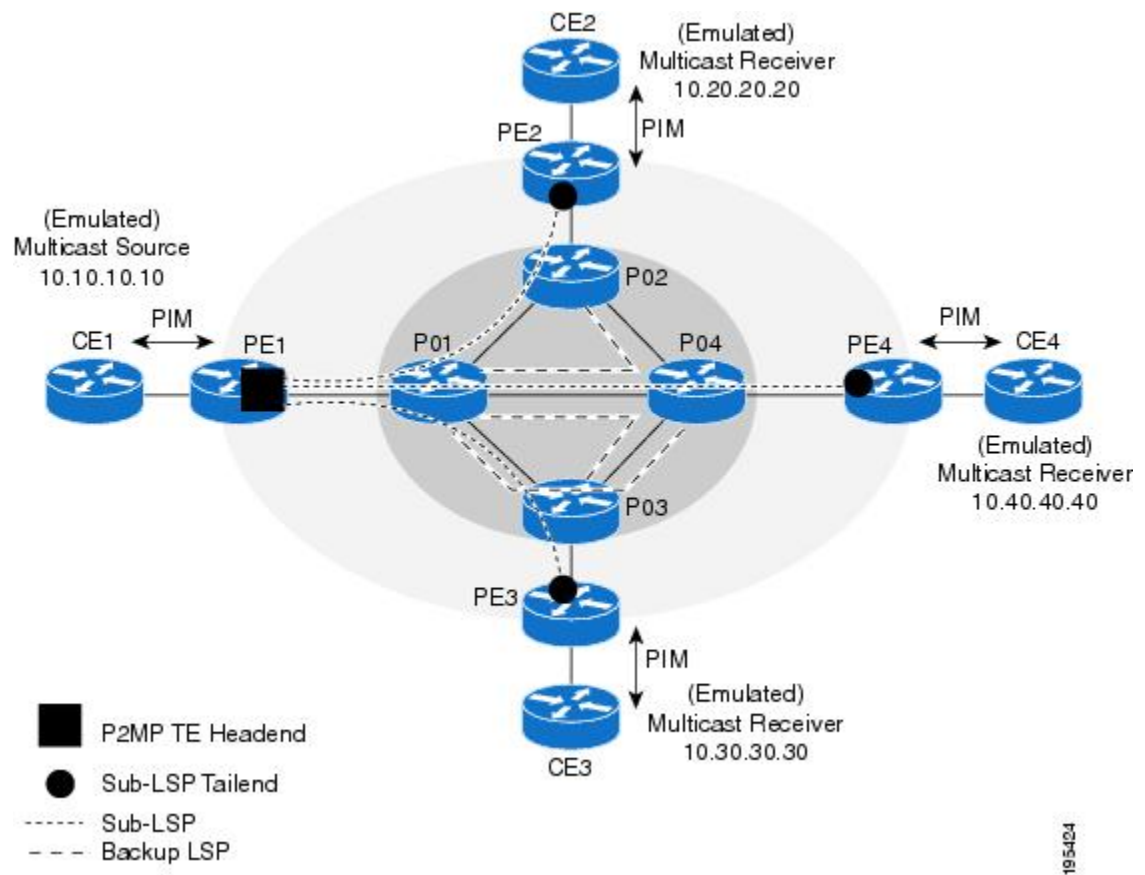 CE2
(Emulated)
Multicast Receiver
10.20.20.20
PE2
PIM
(Emulated)
Multicast Source
10.10.10.10
P02
PIM
CE1
PE1
P01
P04
PE4
PIM
CE4
(Emulated)
Multicast Receiver
10.40.40.40
P03
PE3
PIM
(Emulated)
Multicast Receiver
10.30.30.30
CE3
P2MP TE Headend
Sub-LSP Tailend
Sub-LSP
Backup LSP
195424